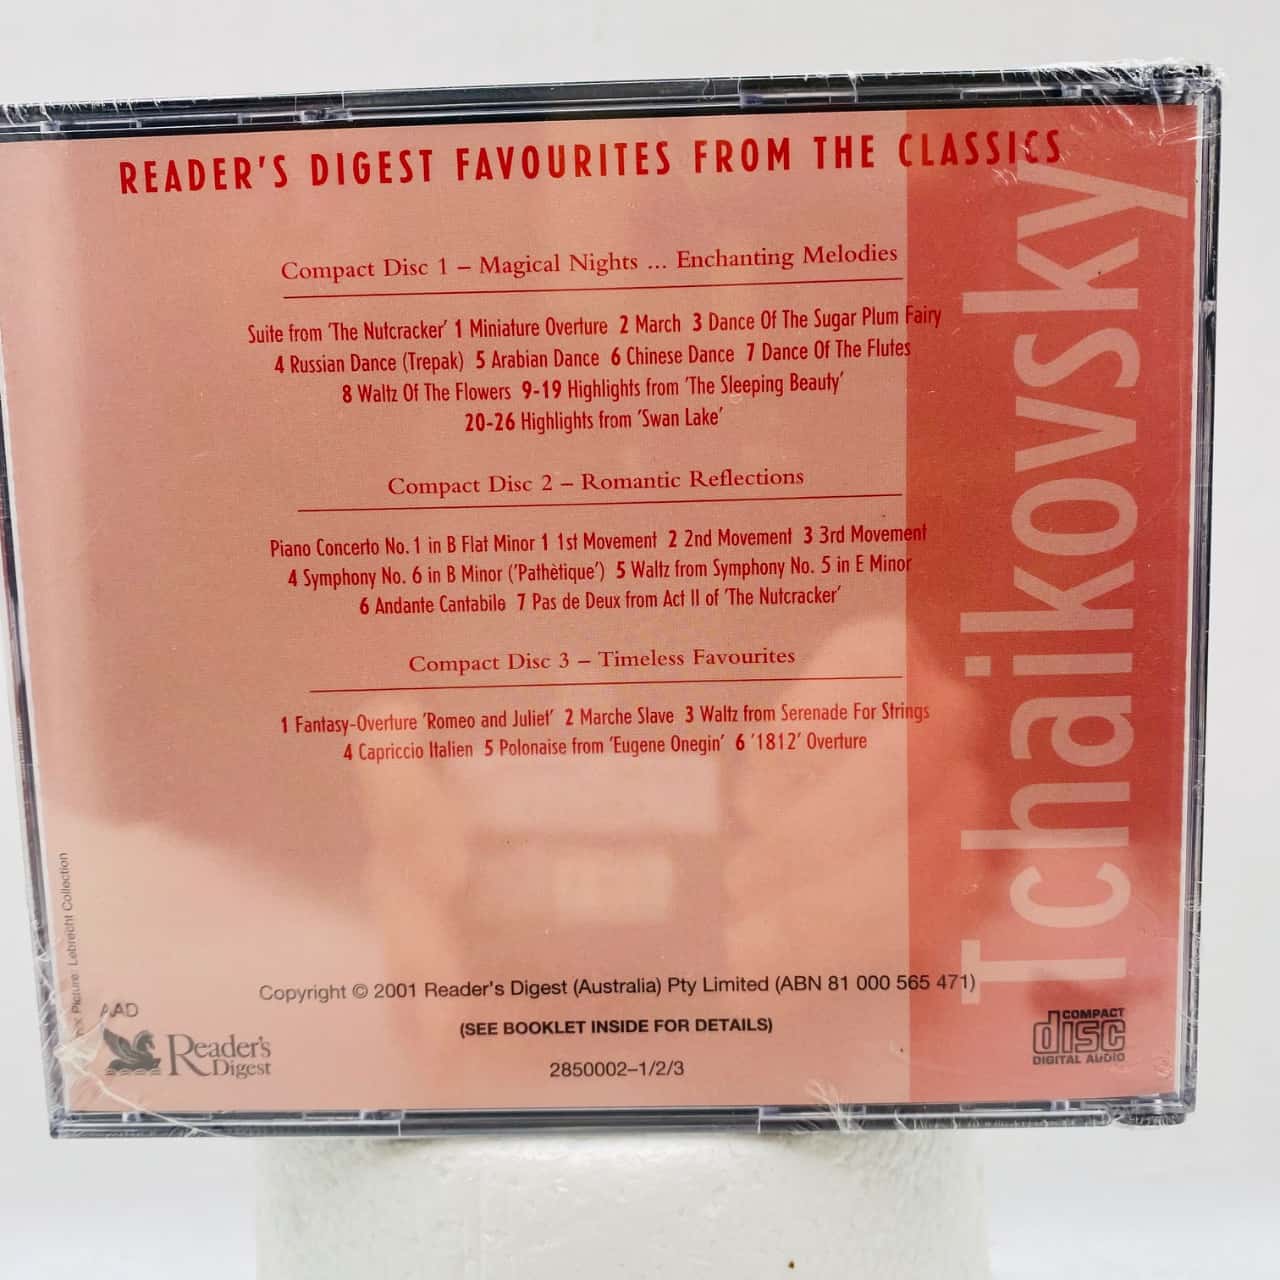 READER'S DIGEST FAVOURITES FROM THE CLASSICS
Compact Disc 1 – Magical Nights ... Enchanting Melodies
Suite from 'The Nutcracker' 1 Miniature Overture 2 March 3 Dance Of The Sugar Plum Fairy
4 Russian Dance (Trepak) 5 Arabian Dance 6 Chinese Dance 7 Dance Of The Flutes
8 Waltz Of The Flowers 9-19 Highlights from 'The Sleeping Beauty'
20-26 Highlights from 'Swan Lake'
Compact Disc 2 – Romantic Reflections
Piano Concerto No. 1 in B Flat Minor 1 1st Movement 2 2nd Movement 3 3rd Movement
4 Symphony No. 6 in B Minor ('Pathètique') 5 Waltz from Symphony No. 5 in E Minor
6 Andante Cantabile 7 Pas de Deux from Act II of 'The Nutcracker'
Compact Disc 3 – Timeless Favourites
1 Fantasy-Overture 'Romeo and Juliet' 2 Marche Slave 3 Waltz from Serenade For Strings
4 Capriccio Italien 5 Polonaise from 'Eugene Onegin' 6 '1812' Overture
Tchaikovsky
Picture: Lebrecht Collection
AAD
Reader's
Digest
Copyright © 2001 Reader's Digest (Australia) Pty Limited (ABN 81 000 565 471)
(SEE BOOKLET INSIDE FOR DETAILS)
2850002–1/2/3
COMPACT
disc
DIGITAL AUDIO